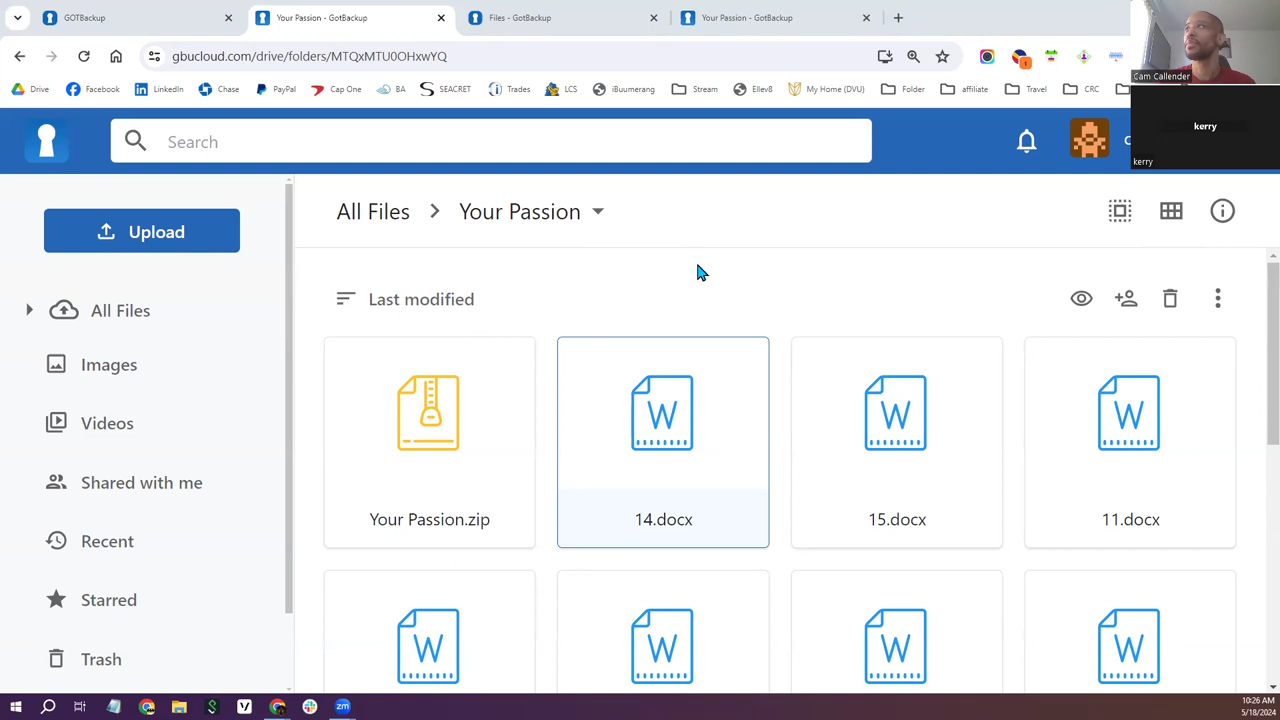 GOTBackup
Your Passion - GotBackup
Files - GotBackup
Your Passion - GotBackup
gbucloud.com/drive/folders/MTQxMTU0OHxwYQ
Drive
Facebook
LinkedIn
Chase
PayPal
Cap One
BA
SEACRET
Trades
LCS
iBuumerang
Stream
Ellev8
My Home (DVU)
Folder
affiliate
Travel
CRC
Cam Callender
kerry
kerry
Search
Upload
All Files
Images
Videos
Shared with me
Recent
Starred
Trash
All Files > Your Passion
Last modified
Your Passion.zip
14.docx
15.docx
11.docx
W
W
W
W
W
W
W
10:26 AM
5/18/2024